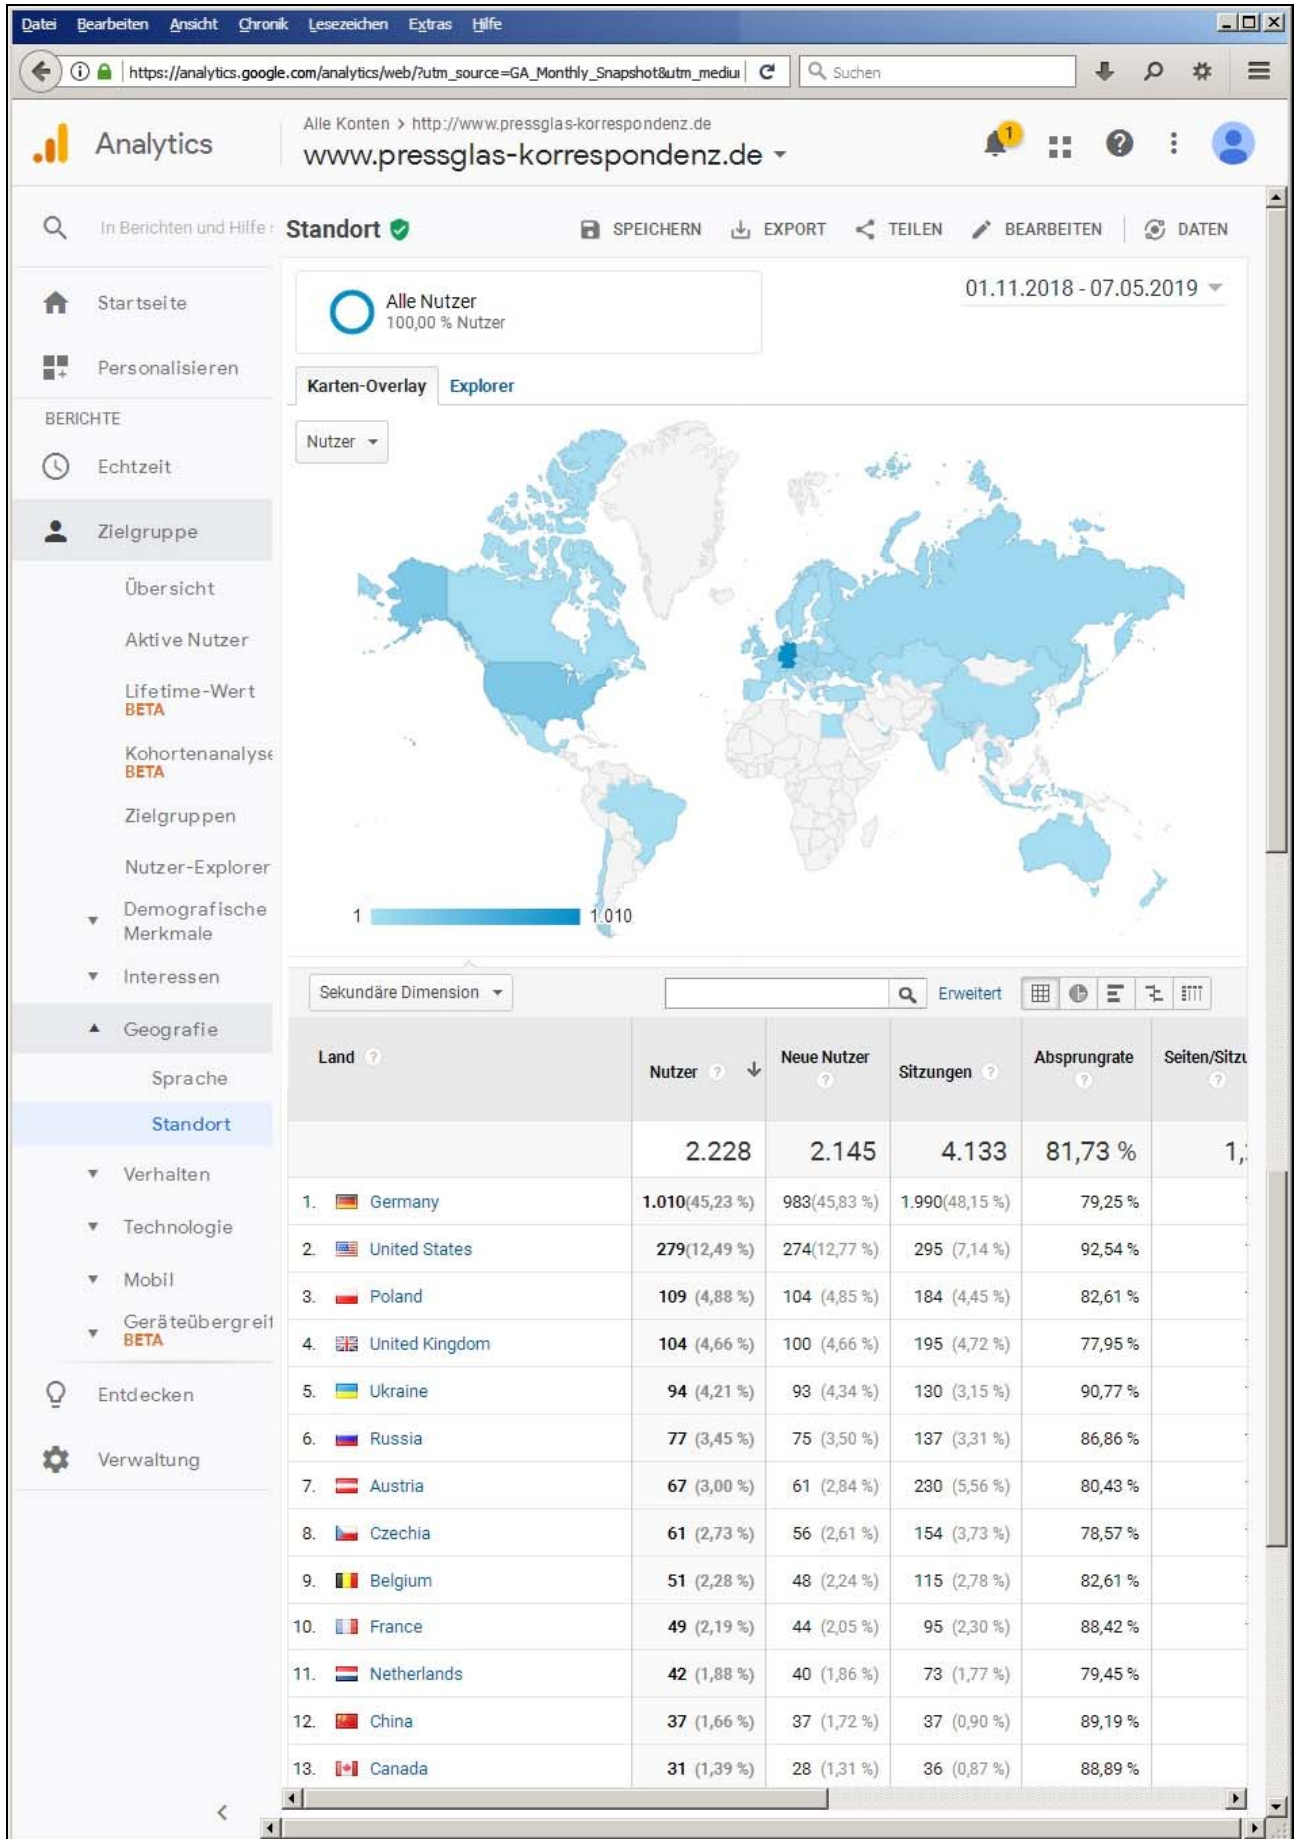 Datei Bearbeiten Ansicht Chronik Lesezeichen Extras Hilfe
https://analytics.google.com/analytics/web/?utm_source=GA_Monthly_Snapshot&utm_mediu
Suchen
Analytics
Alle Konten > http://www.pressglas-korrespondenz.de
www.pressglas-korrespondenz.de
1
In Berichten und Hilfe
Standort
SPEICHERN EXPORT TEILEN BEARBEITEN DATEN
Startseite
Personalisieren
BERICHTE
Echtzeit
Zielgruppe
Übersicht
Aktive Nutzer
Lifetime-Wert
BETA
Kohortenanalyse
BETA
Zielgruppen
Nutzer-Explorer
Demografische
Merkmale
Interessen
Geografie
Sprache
Standort
Verhalten
Technologie
Mobil
Geräteübergreif
BETA
Entdecken
Verwaltung
Alle Nutzer
100,00 % Nutzer
01.11.2018 - 07.05.2019
Karten-Overlay Explorer
Nutzer
1 1.010
Sekundäre Dimension
Erweitert
Land Nutzer Neue Nutzer Sitzungen Absprungrate Seiten/Sitzu
2.228 2.145 4.133 81,73 % 1,
1. Germany 1.010(45,23 %) 983(45,83 %) 1.990(48,15 %) 79,25 %
2. United States 279(12,49 %) 274(12,77 %) 295 (7,14 %) 92,54 %
3. Poland 109 (4,88 %) 104 (4,85 %) 184 (4,45 %) 82,61 %
4. United Kingdom 104 (4,66 %) 100 (4,66 %) 195 (4,72 %) 77,95 %
5. Ukraine 94 (4,21 %) 93 (4,34 %) 130 (3,15 %) 90,77 %
6. Russia 77 (3,45 %) 75 (3,50 %) 137 (3,31 %) 86,86 %
7. Austria 67 (3,00 %) 61 (2,84 %) 230 (5,56 %) 80,43 %
8. Czechia 61 (2,73 %) 56 (2,61 %) 154 (3,73 %) 78,57 %
9. Belgium 51 (2,28 %) 48 (2,24 %) 115 (2,78 %) 82,61 %
10. France 49 (2,19 %) 44 (2,05 %) 95 (2,30 %) 88,42 %
11. Netherlands 42 (1,88 %) 40 (1,86 %) 73 (1,77 %) 79,45 %
12. China 37 (1,66 %) 37 (1,72 %) 37 (0,90 %) 89,19 %
13. Canada 31 (1,39 %) 28 (1,31 %) 36 (0,87 %) 88,89 %